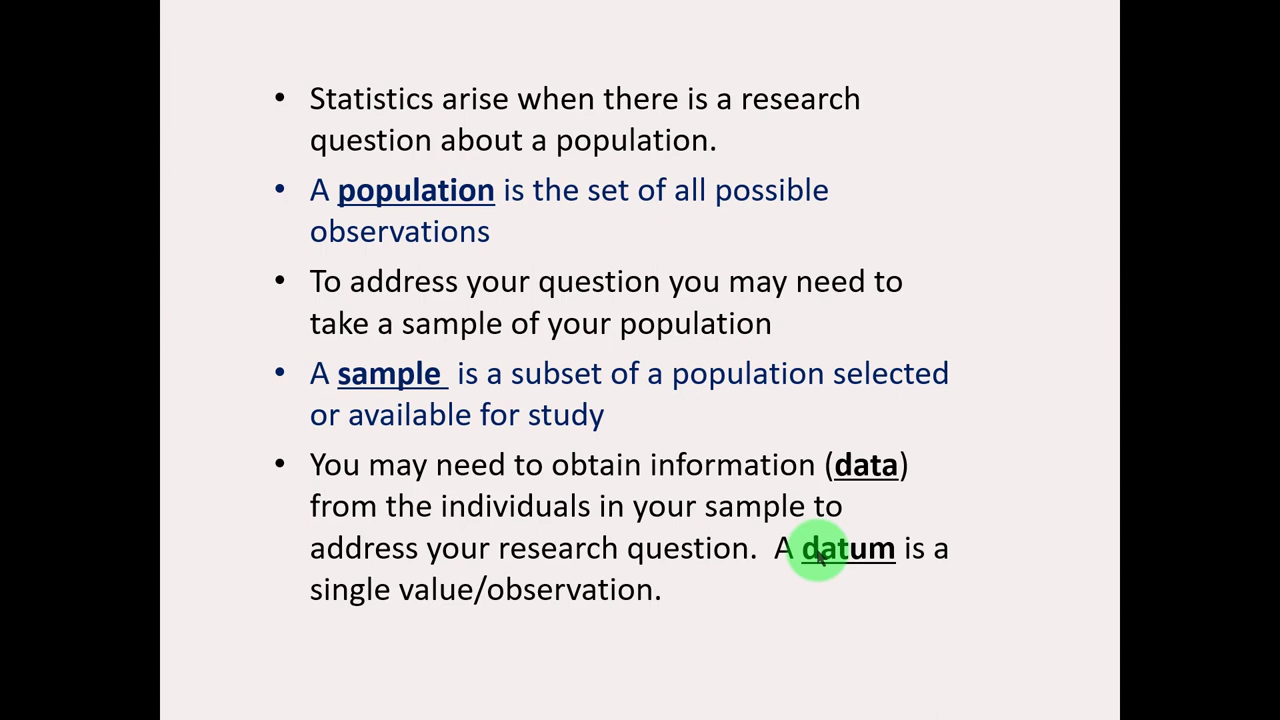 • Statistics arise when there is a research
question about a population.
• A population is the set of all possible
observations
• To address your question you may need to
take a sample of your population
• A sample is a subset of a population selected
or available for study
• You may need to obtain information (data)
from the individuals in your sample to
address your research question. A datum is a
single value/observation.